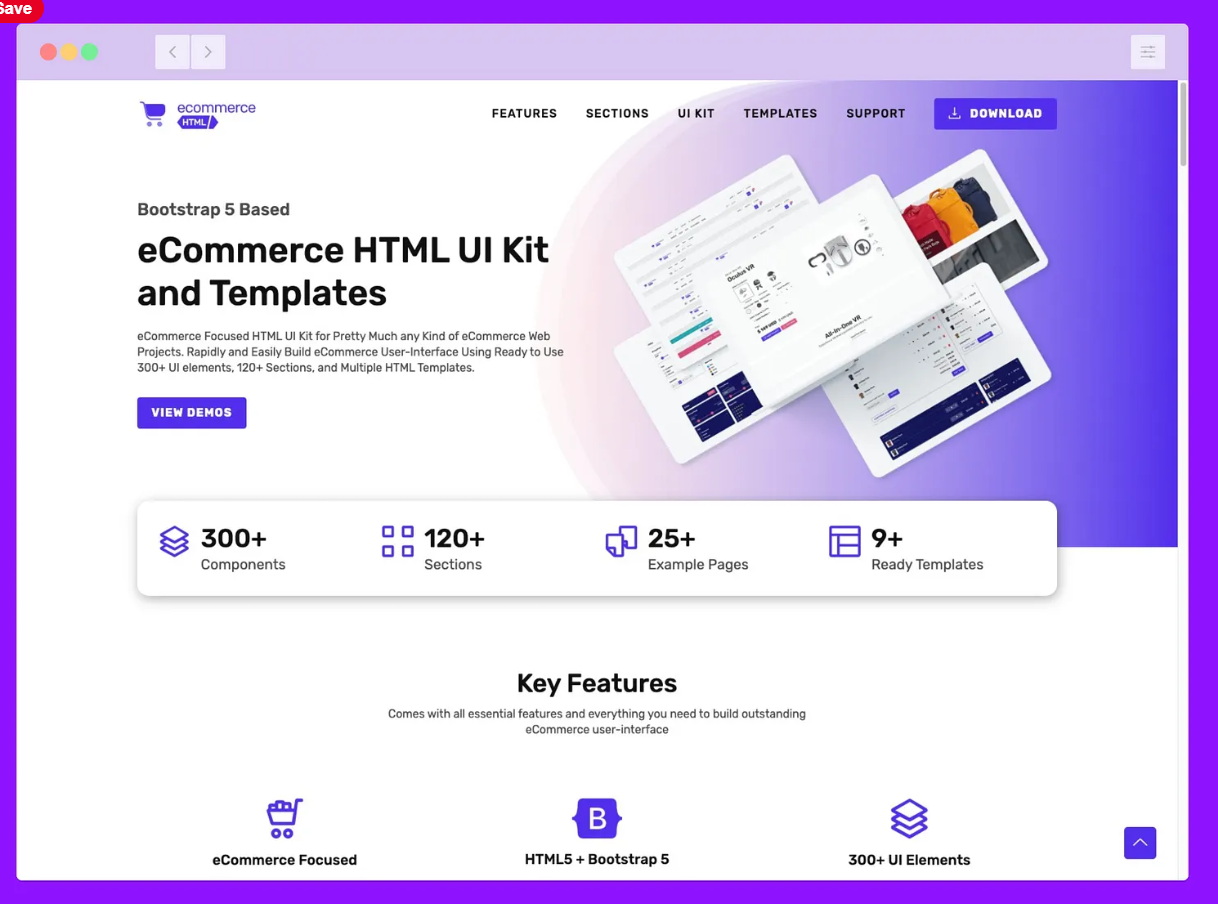 Save
ecommerce
HTML
FEATURES SECTIONS UI KIT TEMPLATES SUPPORT DOWNLOAD
Bootstrap 5 Based
eCommerce HTML UI Kit
and Templates
eCommerce Focused HTML UI Kit for Pretty Much any Kind of eCommerce Web
Projects. Rapidly and Easily Build eCommerce User-Interface Using Ready to Use
300+ UI elements, 120+ Sections, and Multiple HTML Templates.
VIEW DEMOS
Oculus VR
All-In-One VR
300+
Components
120+
Sections
25+
Example Pages
9+
Ready Templates
Key Features
Comes with all essential features and everything you need to build outstanding
eCommerce user-interface
B
eCommerce Focused
HTML5 + Bootstrap 5
300+ UI Elements